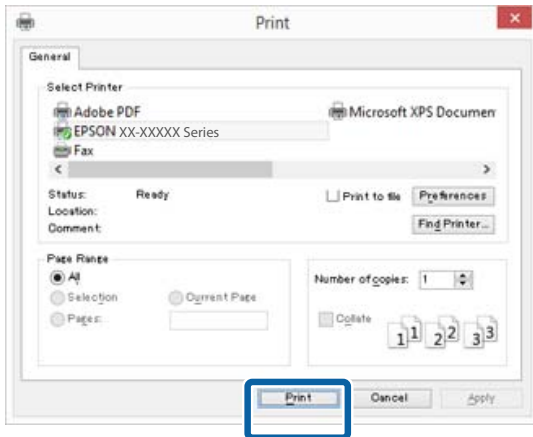 Print
General
Select Printer
Adobe PDF
Microsoft XPS Documen
EPSON XX-XXXXX Series
Fax
Status: Ready
Print to file
Preferences
Location:
Comment:
Find Printer...
Page Range
All
Number of copies: 1
Selection
Current Page
Pages:
Collate
1 1 2 2 3 3
Print
Cancel
Apply